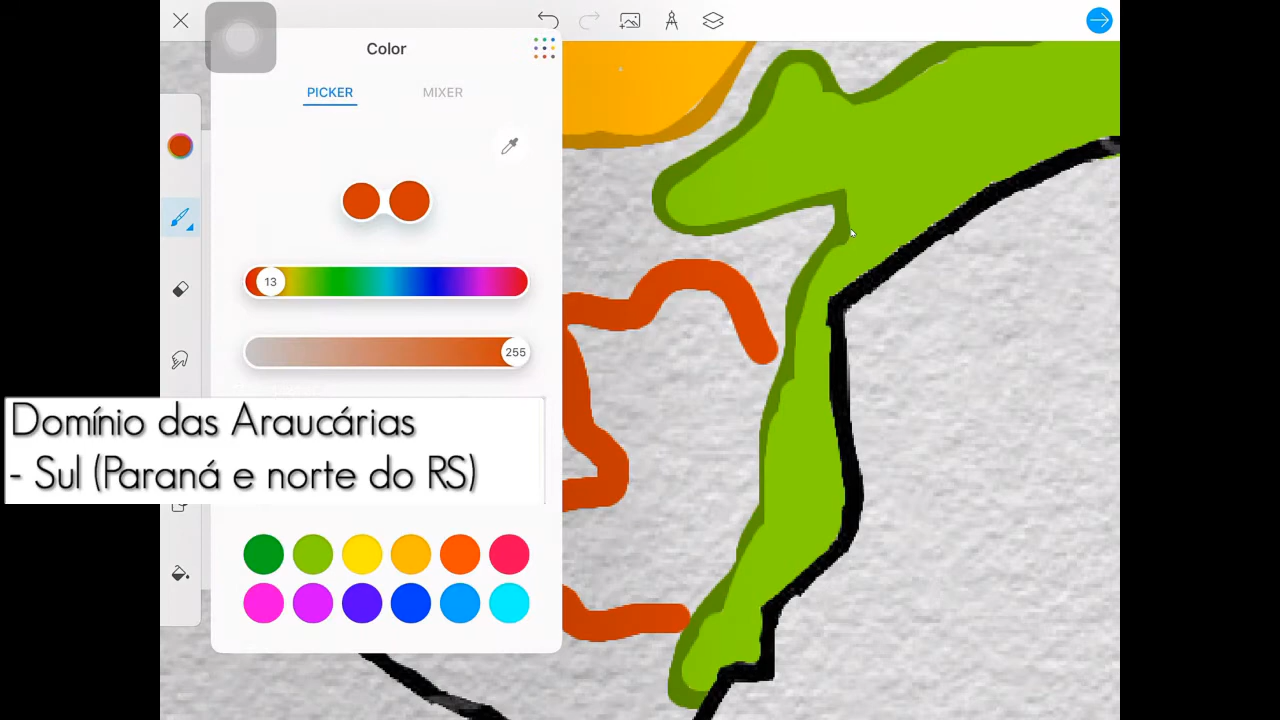 Color
PICKER MIXER
13
255
Domínio das Araucárias
- Sul (Paraná e norte do RS)